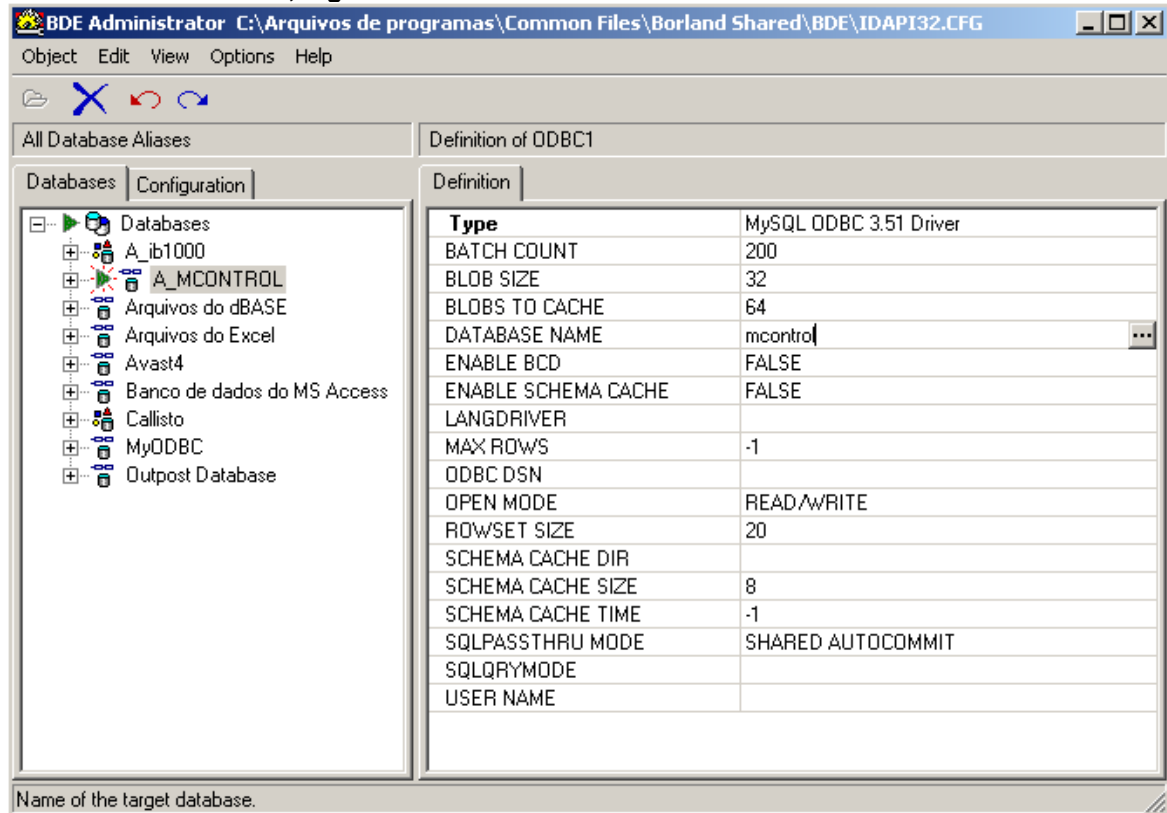 BDE Administrator C:\Arquivos de programas\Common Files\Borland Shared\BDE\IDAPI32.CFG
Object Edit View Options Help
All Database Aliases
Definition of ODBC1
Databases Configuration
Definition
Databases
A_ib1000
A_MCONTROL
Arquivos do dBASE
Arquivos do Excel
Avast4
Banco de dados do MS Access
Callisto
MyODBC
Outpost Database
Type MySQL ODBC 3.51 Driver
BATCH COUNT 200
BLOB SIZE 32
BLOBS TO CACHE 64
DATABASE NAME mcontrol ...
ENABLE BCD FALSE
ENABLE SCHEMA CACHE FALSE
LANGDRIVER
MAX ROWS -1
ODBC DSN
OPEN MODE READ/WRITE
ROWSET SIZE 20
SCHEMA CACHE DIR
SCHEMA CACHE SIZE 8
SCHEMA CACHE TIME -1
SQLPASSTHRU MODE SHARED AUTOCOMMIT
SQLQRYMODE
USER NAME
Name of the target database.